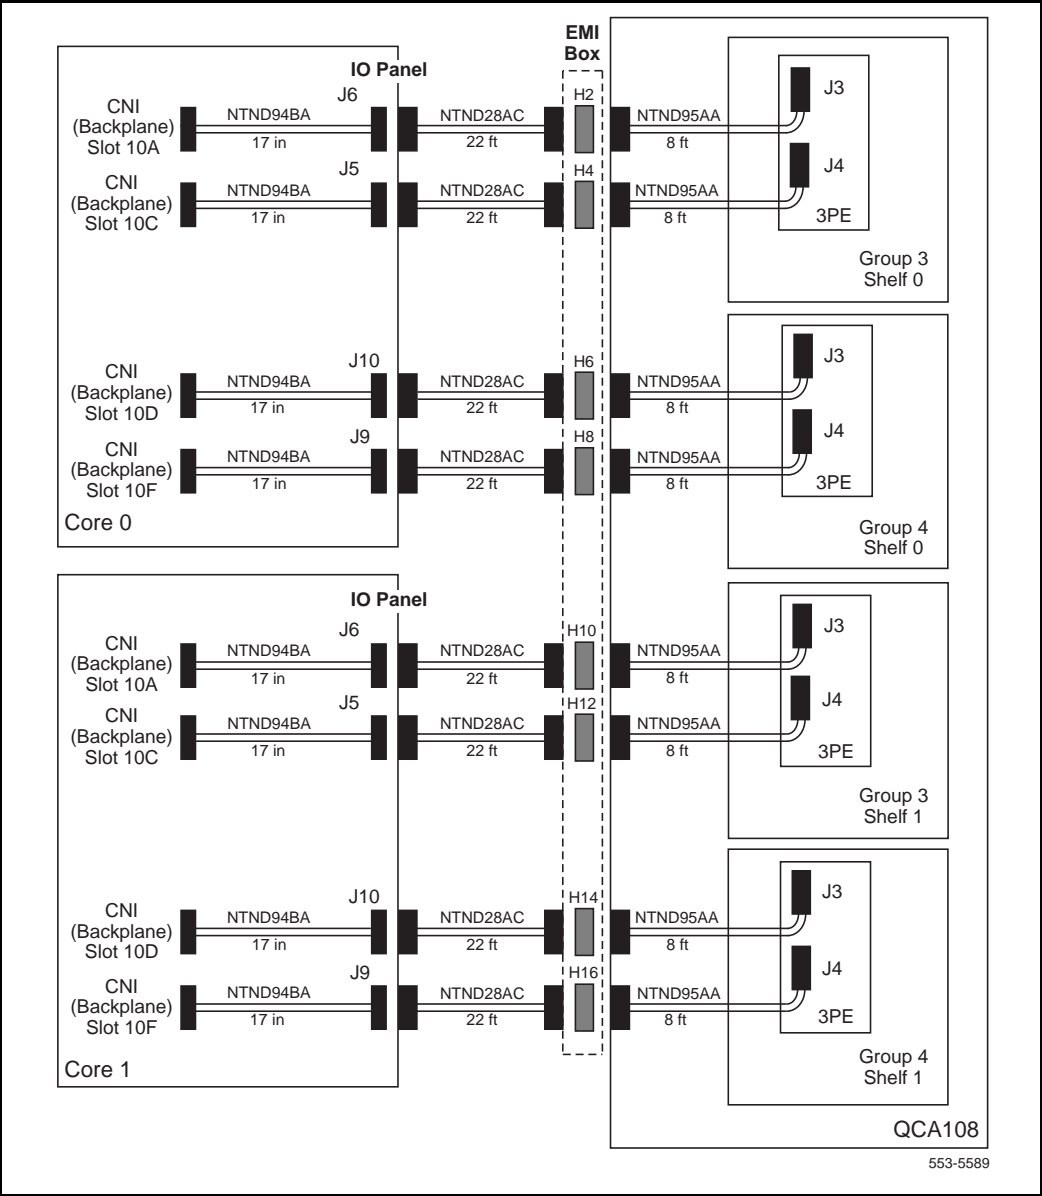 EMI
Box
IO Panel
CNI
(Backplane)
Slot 10A
NTND94BA
17 in
J6
NTND28AC
22 ft
H2
NTND95AA
8 ft
J3
CNI
(Backplane)
Slot 10C
NTND94BA
17 in
J5
NTND28AC
22 ft
H4
NTND95AA
8 ft
J4
3PE
Group 3
Shelf 0
CNI
(Backplane)
Slot 10D
NTND94BA
17 in
J10
NTND28AC
22 ft
H6
NTND95AA
8 ft
J3
CNI
(Backplane)
Slot 10F
NTND94BA
17 in
J9
NTND28AC
22 ft
H8
NTND95AA
8 ft
J4
3PE
Group 4
Shelf 0
Core 0
IO Panel
CNI
(Backplane)
Slot 10A
NTND94BA
17 in
J6
NTND28AC
22 ft
H10
NTND95AA
8 ft
J3
CNI
(Backplane)
Slot 10C
NTND94BA
17 in
J5
NTND28AC
22 ft
H12
NTND95AA
8 ft
J4
3PE
Group 3
Shelf 1
CNI
(Backplane)
Slot 10D
NTND94BA
17 in
J10
NTND28AC
22 ft
H14
NTND95AA
8 ft
J3
CNI
(Backplane)
Slot 10F
NTND94BA
17 in
J9
NTND28AC
22 ft
H16
NTND95AA
8 ft
J4
3PE
Group 4
Shelf 1
Core 1
QCA108
553-5589